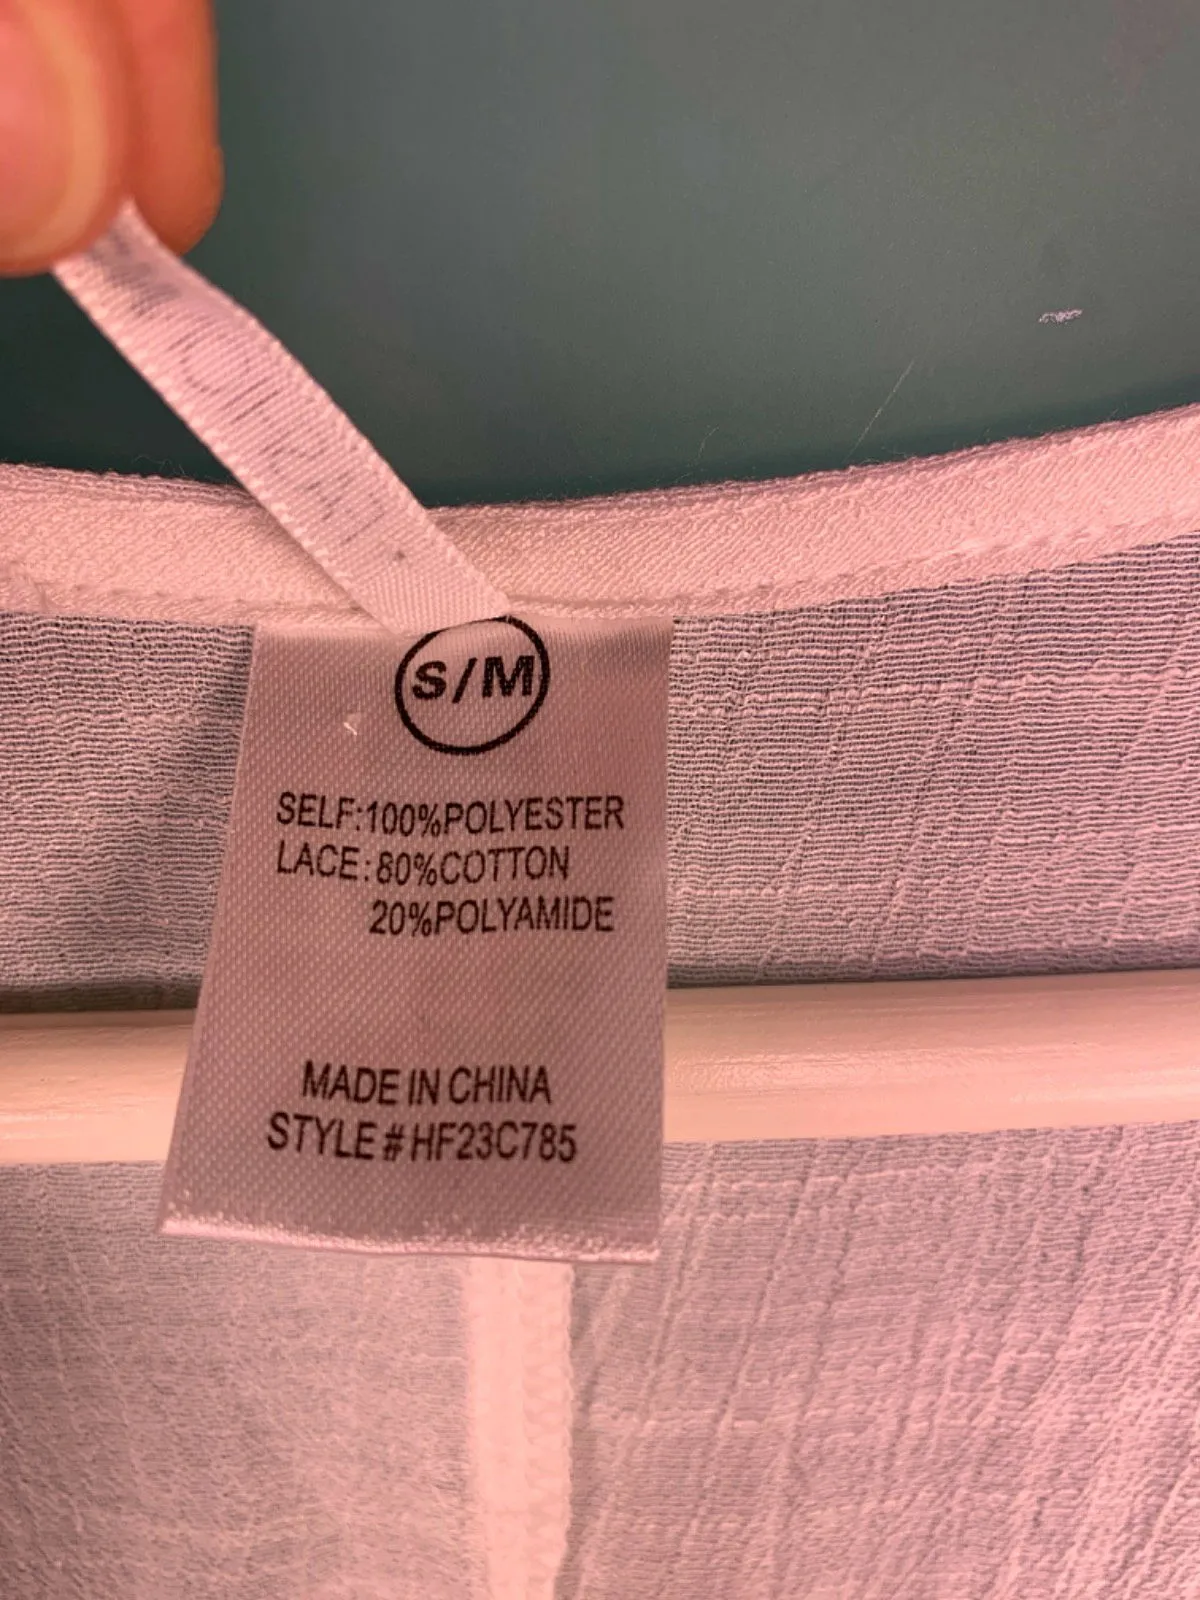 S/M
SELF:100%POLYESTER
LACE:80%COTTON
20%POLYAMIDE
MADE IN CHINA
STYLE#HF23C785